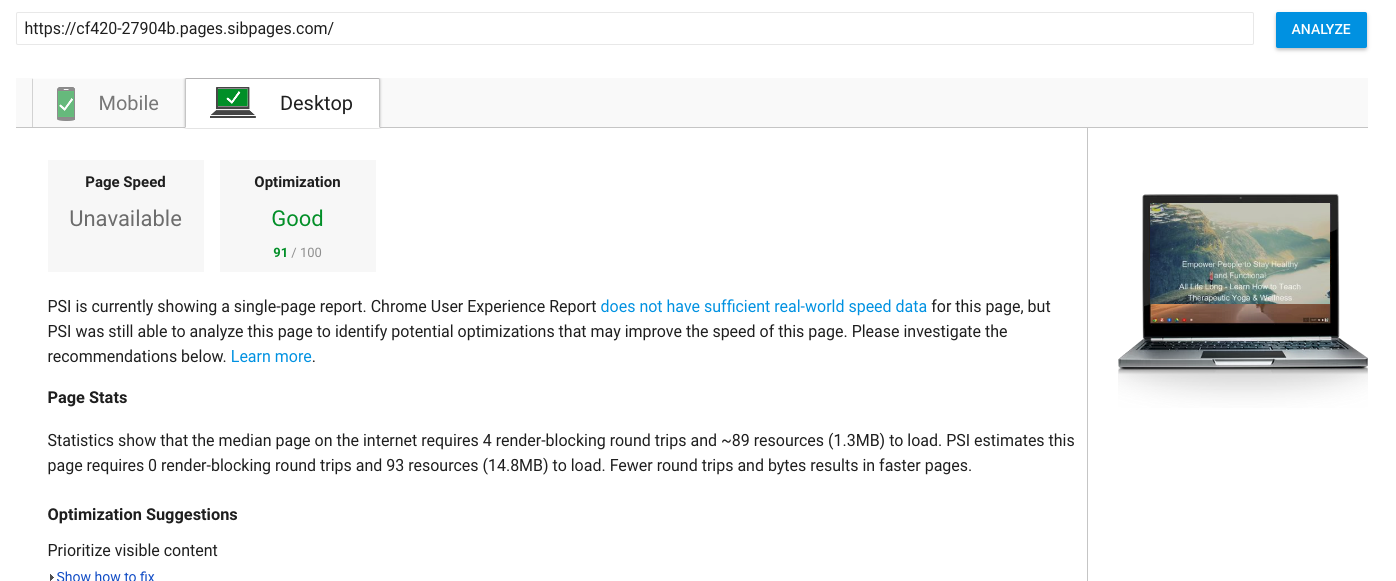 https://cf420-27904b.pages.sibpages.com/
ANALYZE
Mobile
Desktop
Page Speed
Unavailable
Optimization
Good
91 / 100
PSI is currently showing a single-page report. Chrome User Experience Report does not have sufficient real-world speed data for this page, but
PSI was still able to analyze this page to identify potential optimizations that may improve the speed of this page. Please investigate the
recommendations below. Learn more.
Page Stats
Statistics show that the median page on the internet requires 4 render-blocking round trips and ~89 resources (1.3MB) to load. PSI estimates this
page requires 0 render-blocking round trips and 93 resources (14.8MB) to load. Fewer round trips and bytes results in faster pages.
Optimization Suggestions
Prioritize visible content
Show how to fix
Empower People to Stay Healthy
and Functional
All Life Long - Learn How to Teach
Therapeutic Yoga & Wellness